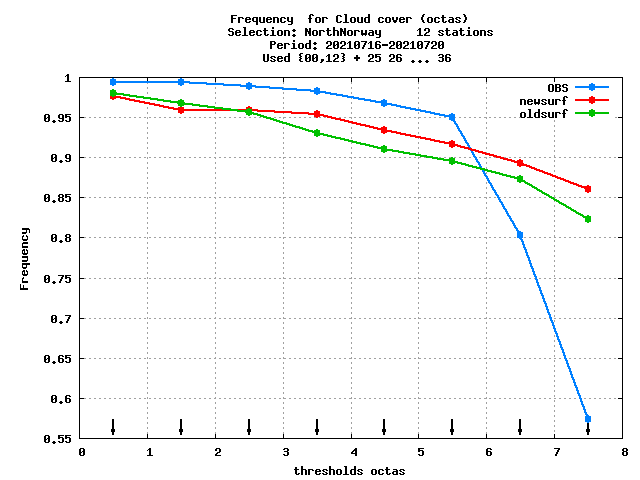 Frequency  for Cloud cover (octas)
Selection: NorthNorway     12 stations
Period: 20210716-20210720
Used {00,12} + 25 26 ... 36
OBS
newsurf
oldsurf
1
0.95
0.9
0.85
0.8
0.75
0.7
0.65
0.6
0.55
Frequency
0 1 2 3 4 5 6 7 8
thresholds octas